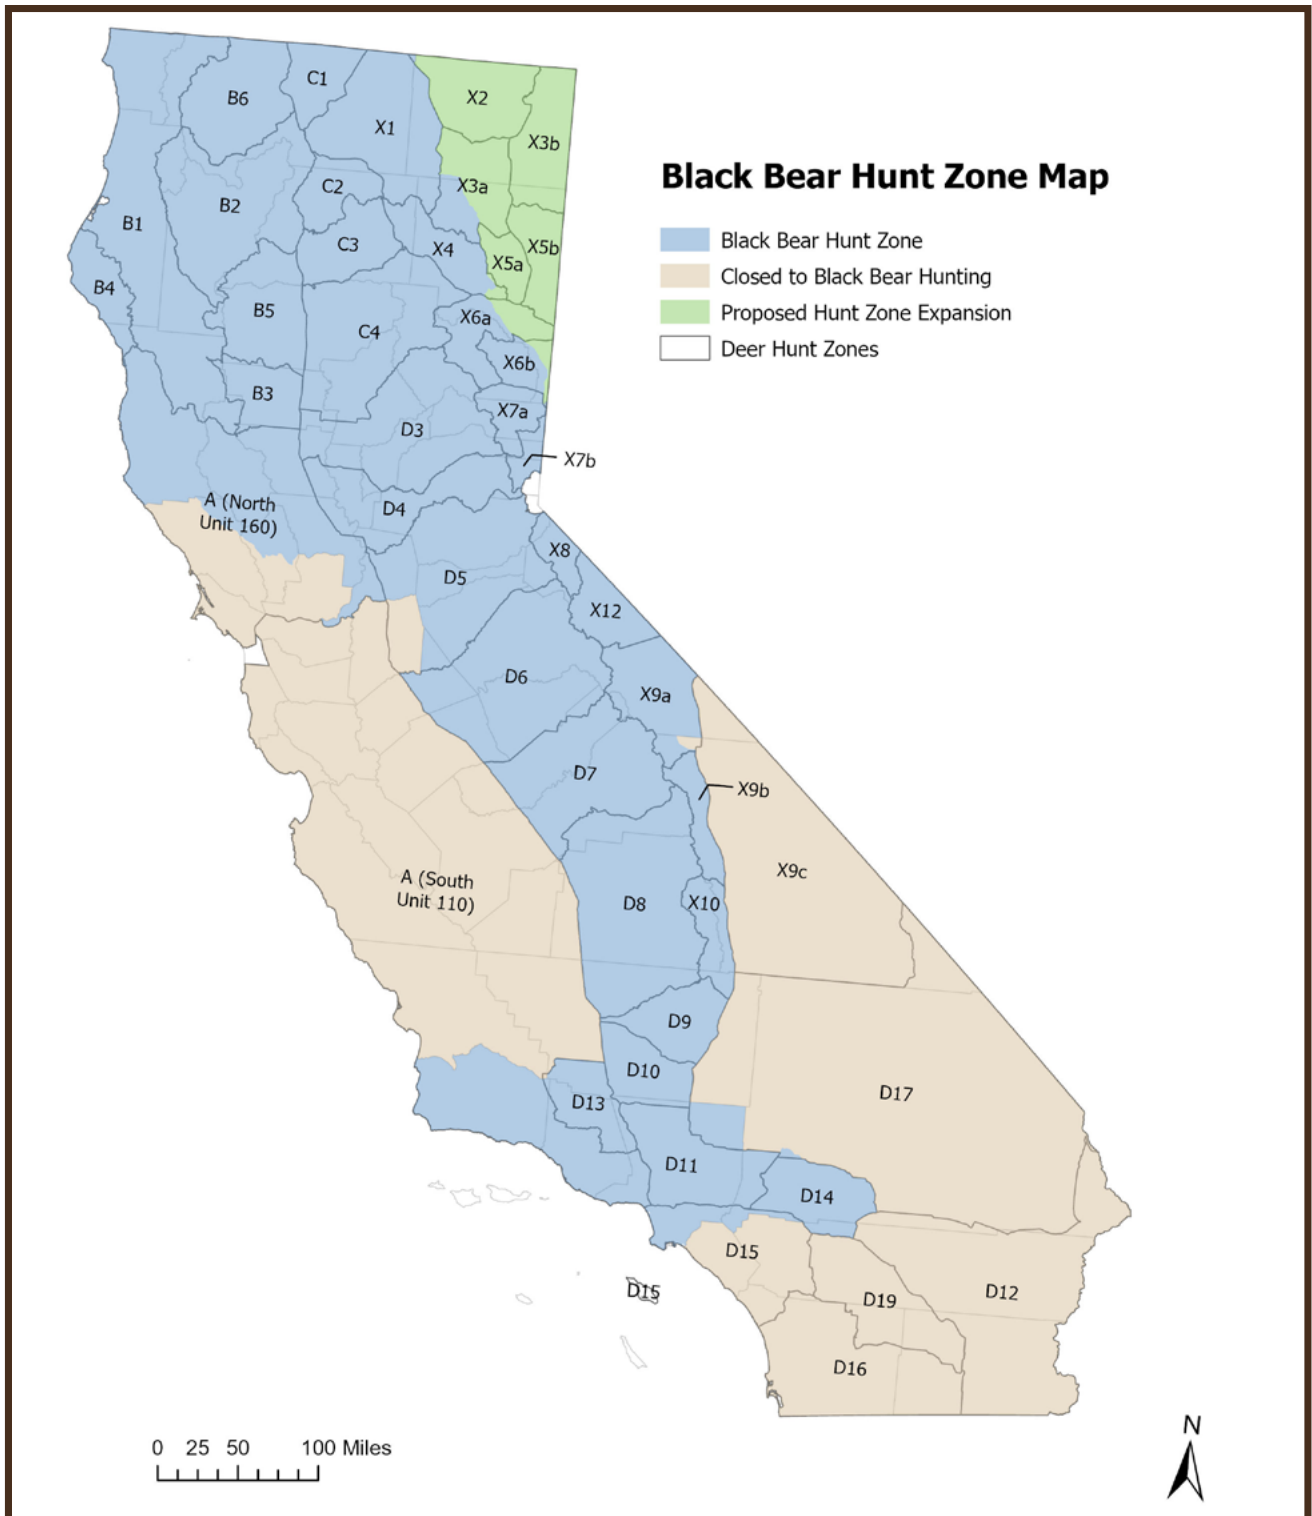 Black Bear Hunt Zone Map
Black Bear Hunt Zone
Closed to Black Bear Hunting
Proposed Hunt Zone Expansion
Deer Hunt Zones
C1
B6
X2
X1
X3b
C2
X3a
B2
B1
C3
X4
X5b
X5a
B4
B5
X6a
C4
X6b
B3
X7a
D3
X7b
A (North
Unit 160)
D4
X8
D5
X12
D6
X9a
D7
X9b
X9c
A (South
Unit 110)
D8
X10
D9
D10
D17
D13
D11
D14
D15
D15
D19
D12
D16
N
0 25 50 100 Miles